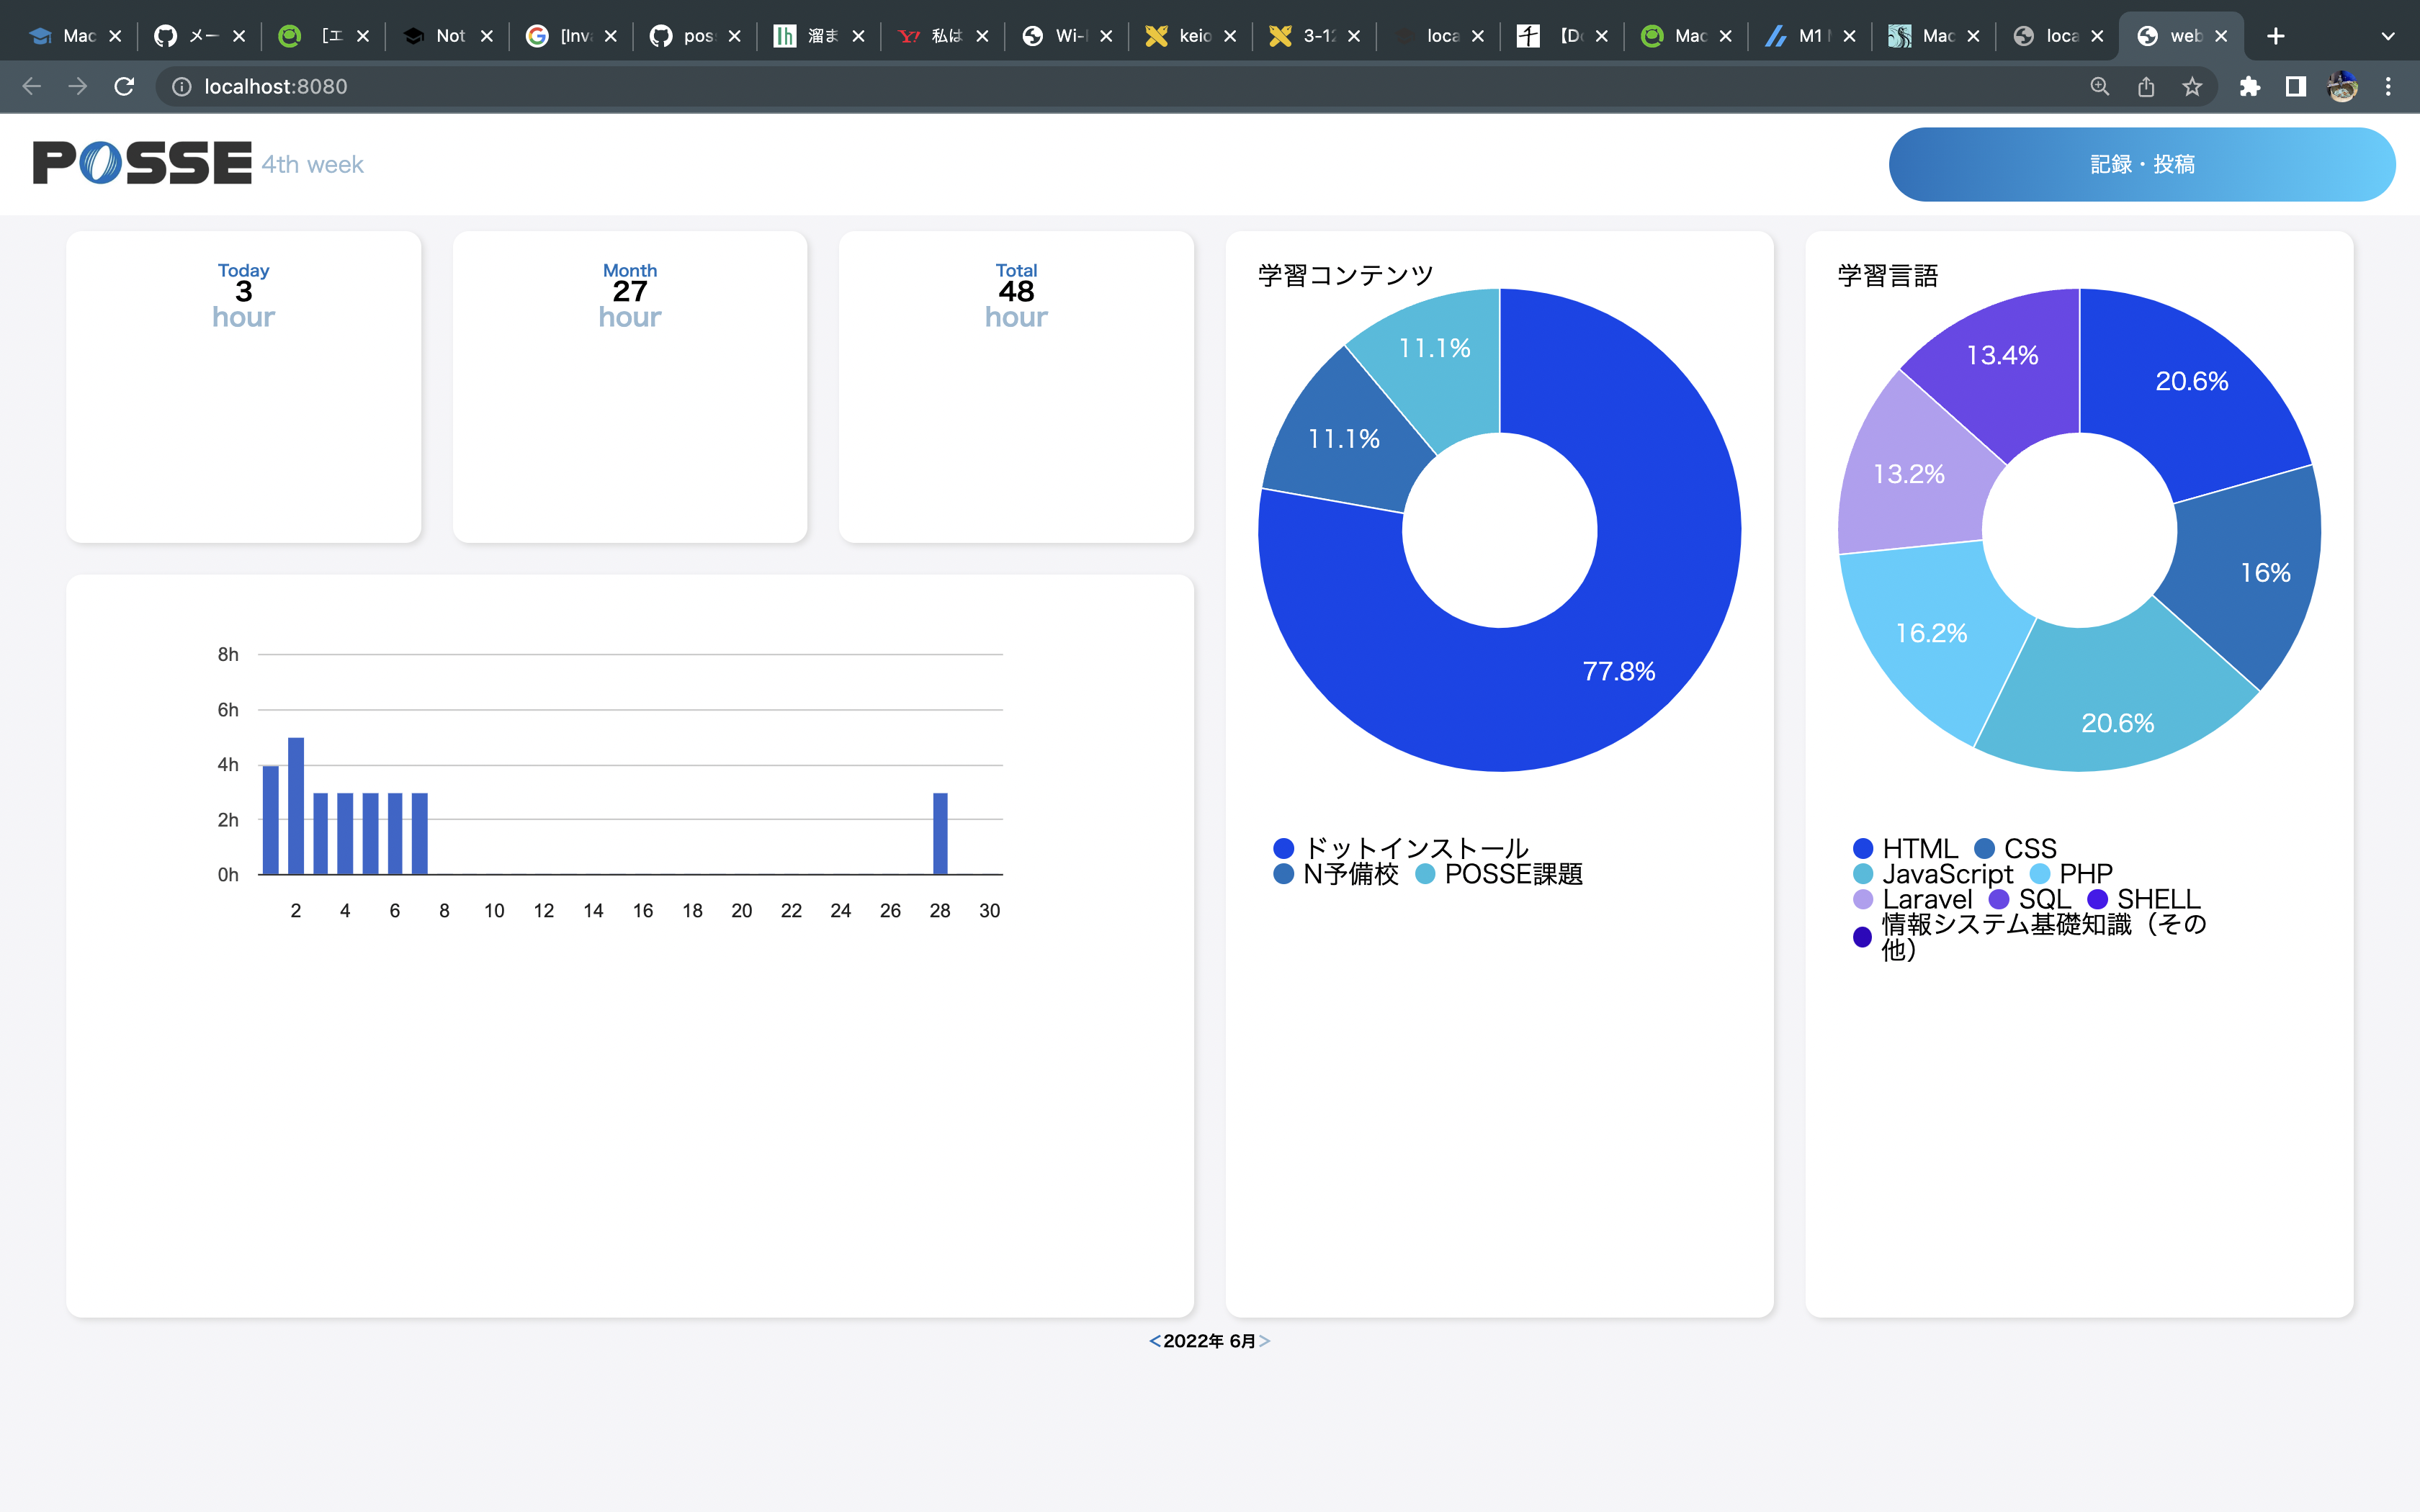 Mac
メー
［エ
Not
[Inv
pos
溜ま
私は
Wi-
keio
3-12
loca
【D
Mac
M1
Mac
loca
web
localhost:8080
POSSE 4th week
記録・投稿
Today
3
hour
Month
27
hour
Total
48
hour
8h
6h
4h
2h
0h
2 4 6 8 10 12 14 16 18 20 22 24 26 28 30
学習コンテンツ
11.1%
11.1%
77.8%
ドットインストール
N予備校 POSSE課題
学習言語
13.4%
20.6%
13.2%
16%
16.2%
20.6%
HTML CSS
JavaScript PHP
Laravel SQL SHELL
情報システム基礎知識（その
他）
<2022年 6月>